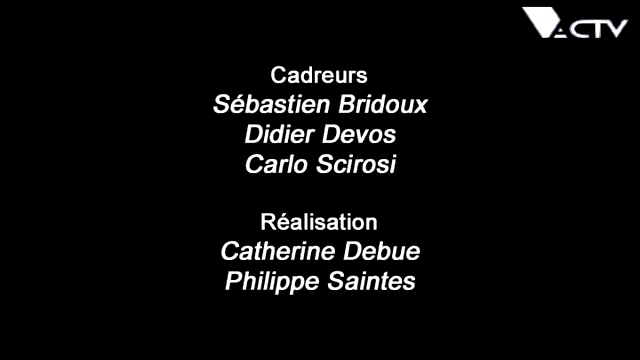 ACTV
Cadreurs
Sébastien Bridoux
Didier Devos
Carlo Scirosi
Réalisation
Catherine Debue
Philippe Saintes